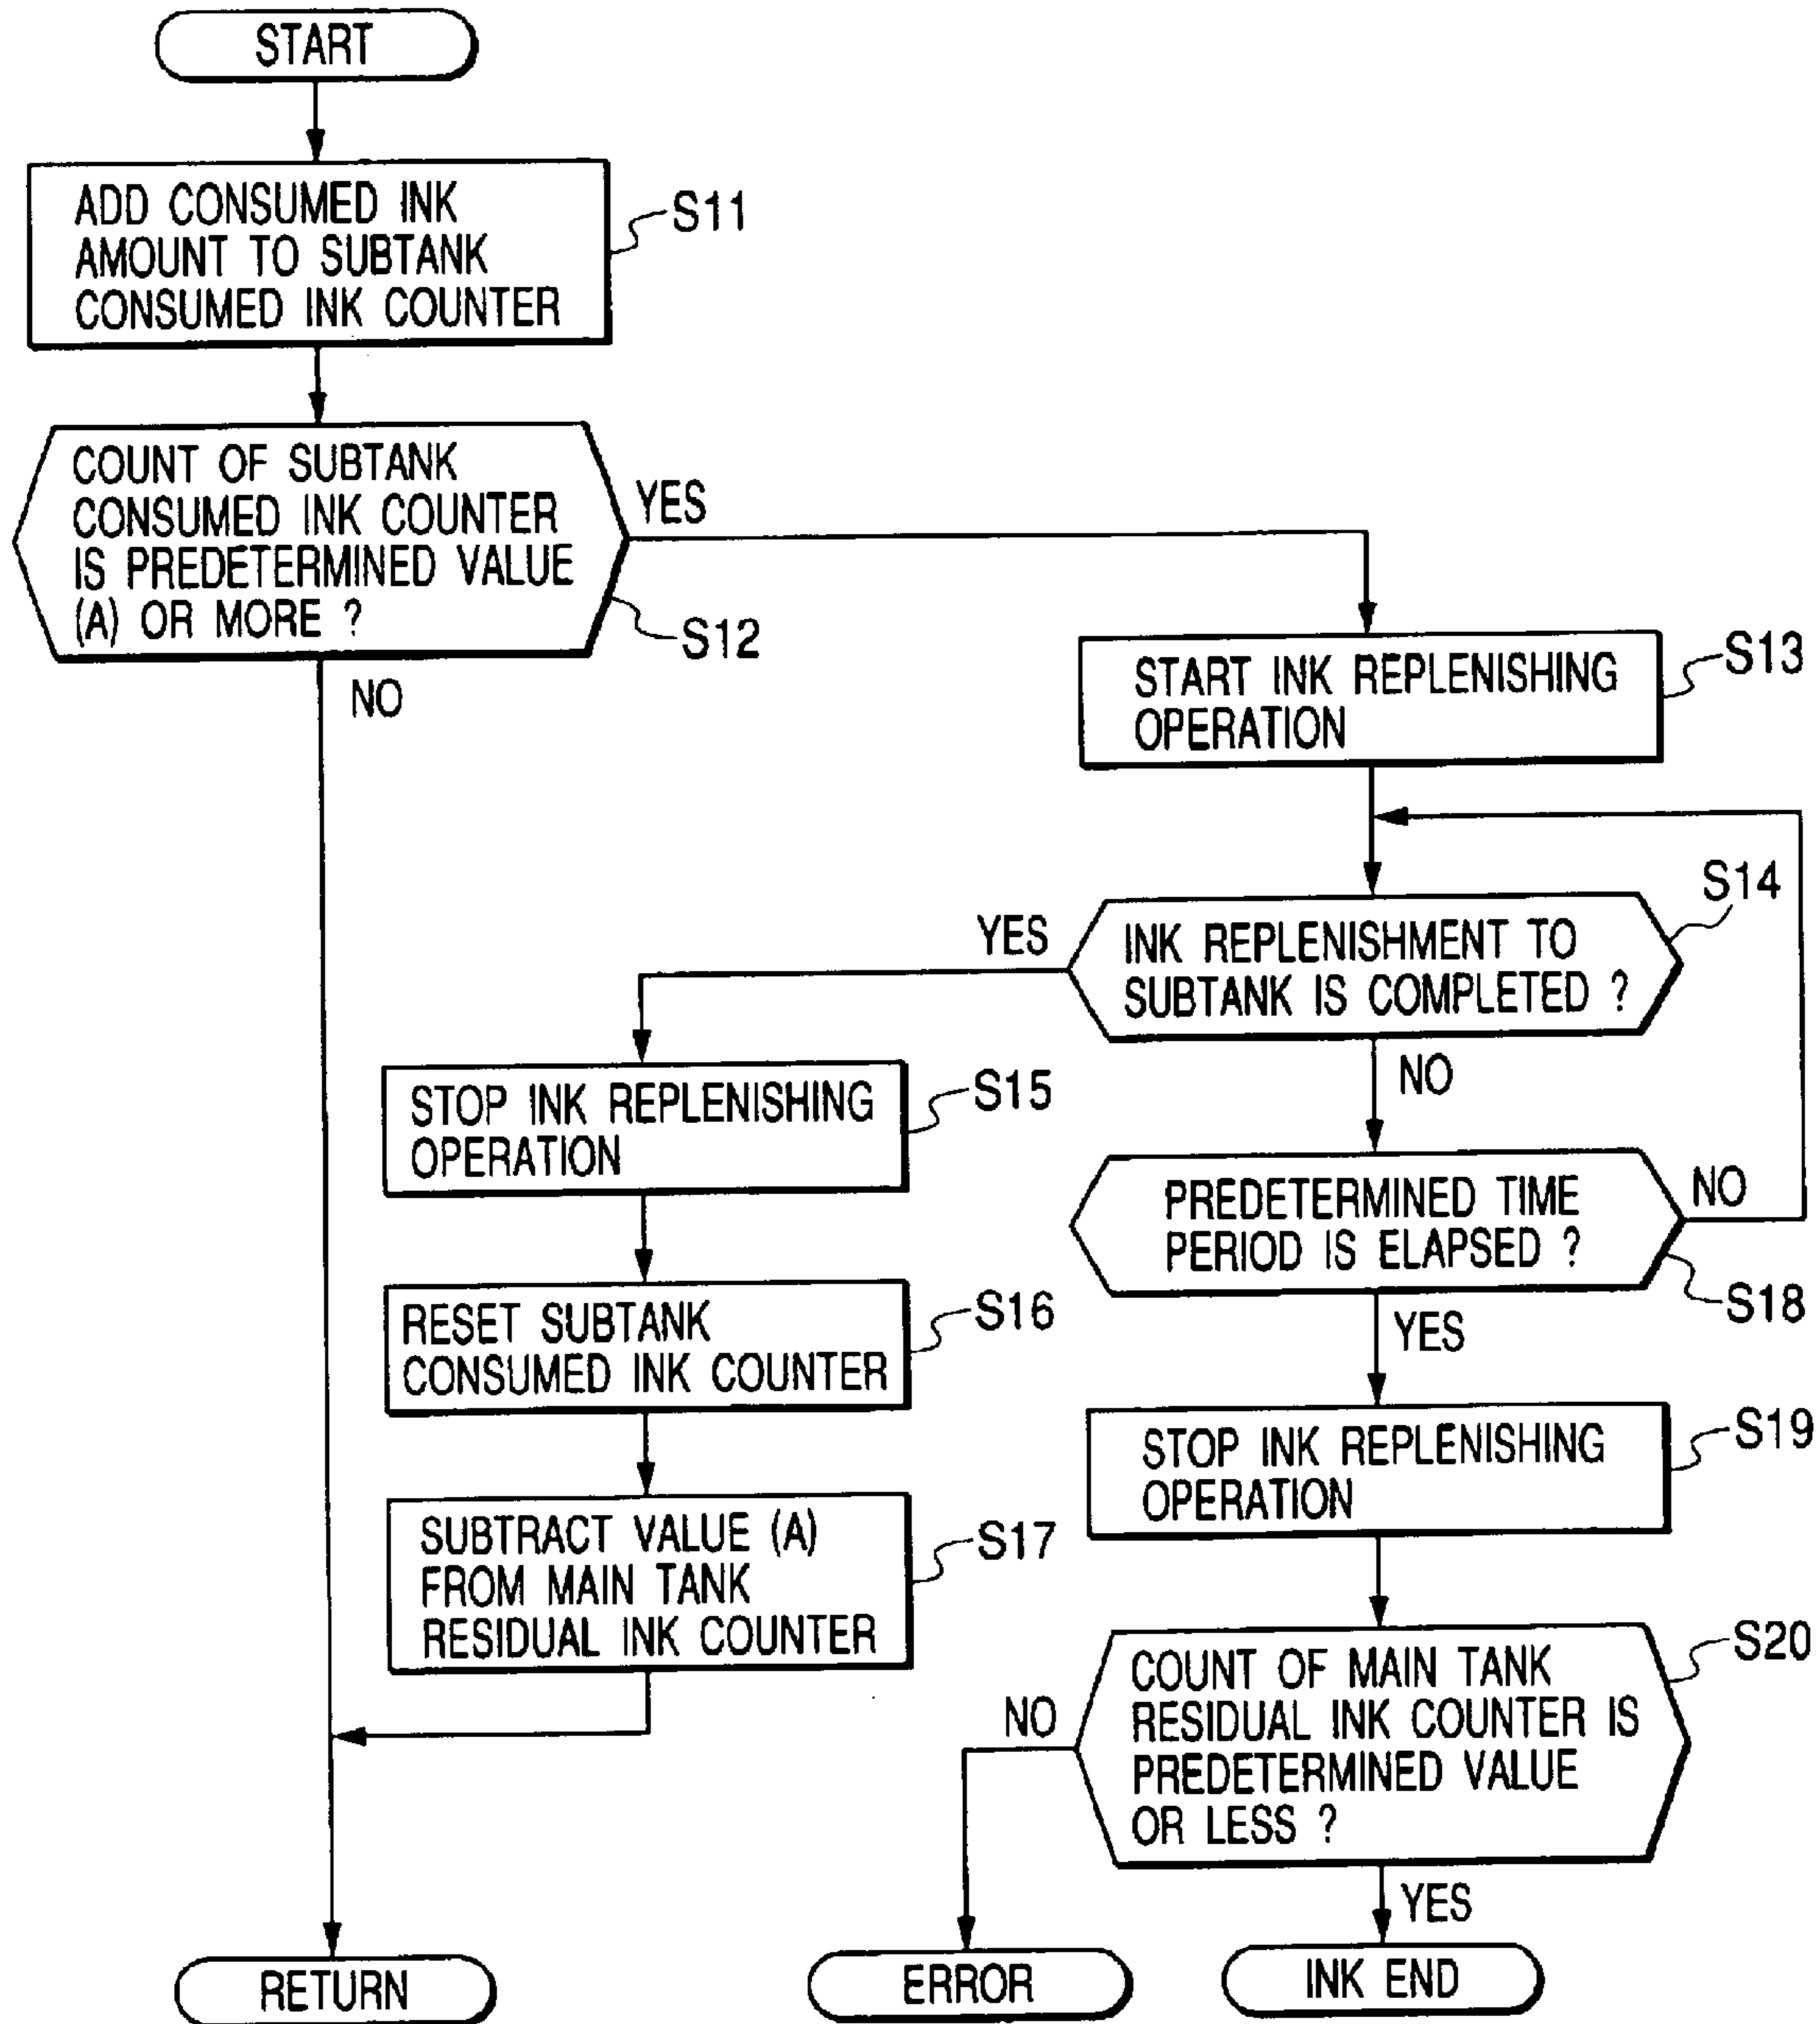 START
ADD CONSUMED INK
AMOUNT TO SUBTANK
CONSUMED INK COUNTER
S11
COUNT OF SUBTANK
CONSUMED INK COUNTER
IS PREDETERMINED VALUE
(A) OR MORE ?
YES
S12
NO
START INK REPLENISHING
OPERATION
S13
INK REPLENISHMENT TO
SUBTANK IS COMPLETED ?
S14
YES
NO
STOP INK REPLENISHING
OPERATION
S15
RESET SUBTANK
CONSUMED INK COUNTER
S16
SUBTRACT VALUE (A)
FROM MAIN TANK
RESIDUAL INK COUNTER
S17
PREDETERMINED TIME
PERIOD IS ELAPSED ?
NO
S18
YES
STOP INK REPLENISHING
OPERATION
S19
COUNT OF MAIN TANK
RESIDUAL INK COUNTER IS
PREDETERMINED VALUE
OR LESS ?
S20
NO
YES
RETURN
ERROR
INK END